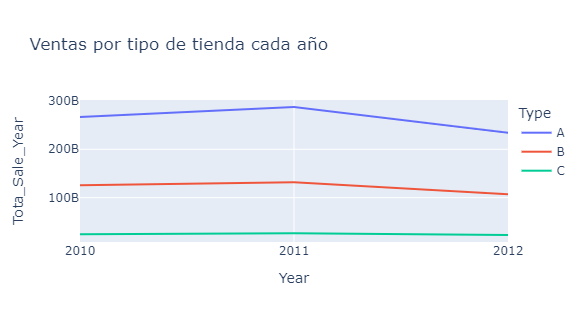 Ventas por tipo de tienda cada año
Tota_Sale_Year
300B
200B
100B
2010
2011
2012
Year
Type
A
B
C